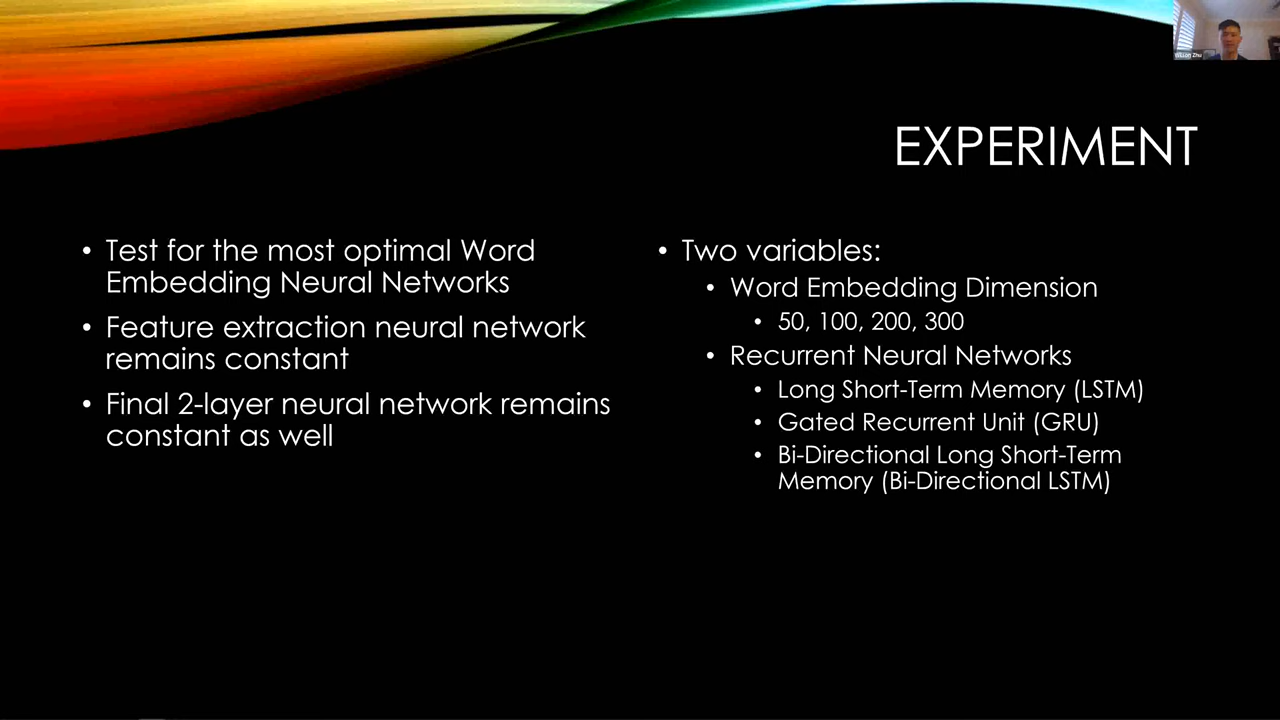 EXPERIMENT
• Test for the most optimal Word
Embedding Neural Networks
• Feature extraction neural network
remains constant
• Final 2-layer neural network remains
constant as well
• Two variables:
• Word Embedding Dimension
• 50, 100, 200, 300
• Recurrent Neural Networks
• Long Short-Term Memory (LSTM)
• Gated Recurrent Unit (GRU)
• Bi-Directional Long Short-Term
Memory (Bi-Directional LSTM)